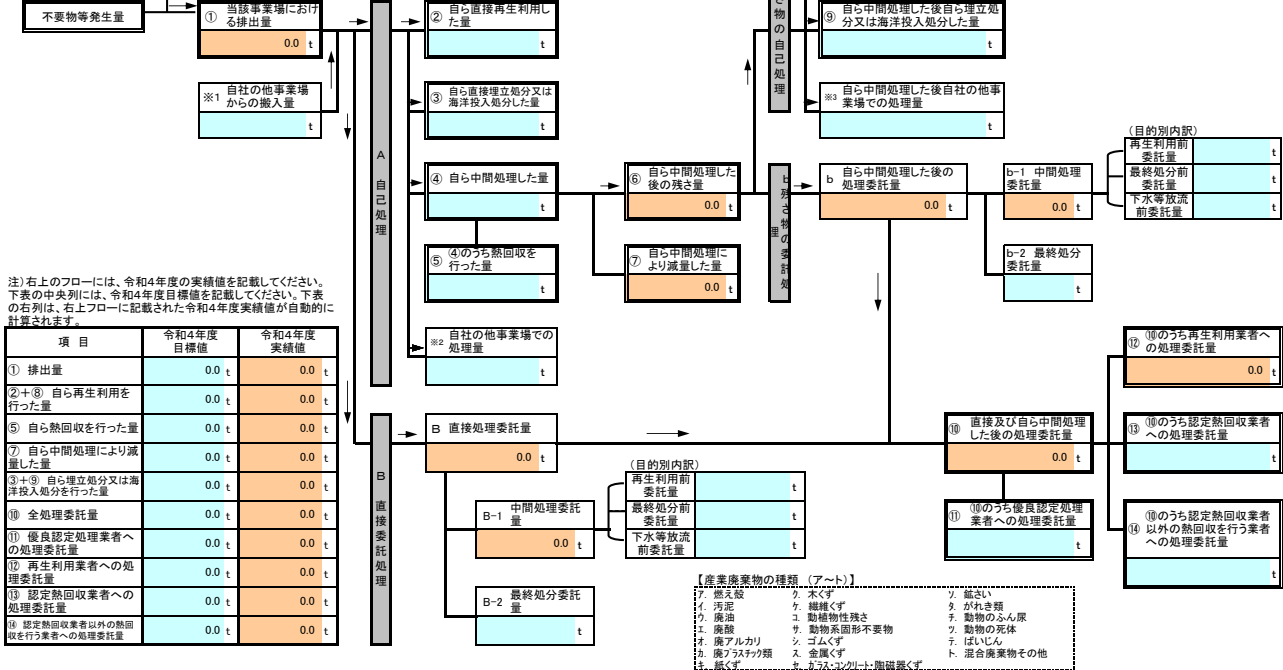 不要物等発生量
① 当該事業場におけ
る排出量
0.0 t
※1 自社の他事業場
からの搬入量
t
A 自己処理
② 自ら直接再生利用し
た量
t
③ 自ら直接埋立処分又は
海洋投入処分した量
t
④ 自ら中間処理した量
t
⑤ ④のうち熱回収を
行った量
t
※2 自社の他事業場での
処理量
t
⑥ 自ら中間処理した
後の残さ量
0.0 t
⑦ 自ら中間処理によ
り減量した量
0.0 t
さ物の自己処理
⑨ 自ら中間処理した後自ら埋立処
分又は海洋投入処分した量
t
※3 自ら中間処理した後自社の他事
業場での処理量
t
b 残さ物の委託処理
b 自ら中間処理した後の
処理委託量
0.0 t
b-1 中間処理
委託量
0.0 t
b-2 最終処分
委託量
t
(目的別内訳)
再生利用前
委託量
t
最終処分前
委託量
t
下水等放流
前委託量
t
注)右上のフローには、令和4年度の実績値を記載してください。
下表の中央列には、令和4年度目標値を記載してください。下表
の右列は、右上フローに記載された令和4年度実績値が自動的に
計算されます。
項 目 令和4年度
目標値 令和4年度
実績値
① 排出量 0.0 t 0.0 t
②+⑧ 自ら再生利用を
行った量 0.0 t 0.0 t
⑤ 自ら熱回収を行った量 0.0 t 0.0 t
⑦ 自ら中間処理により減
量した量 0.0 t 0.0 t
③+⑨ 自ら埋立処分又は海
洋投入処分を行った量 0.0 t 0.0 t
⑩ 全処理委託量 0.0 t 0.0 t
⑪ 優良認定処理業者へ
の処理委託量 0.0 t 0.0 t
⑫ 再生利用業者への処
理委託量 0.0 t 0.0 t
⑬ 認定熱回収業者への
処理委託量 0.0 t 0.0 t
⑭ 認定熱回収業者以外の熱回
収を行う業者への処理委託量 0.0 t 0.0 t
B 直接委託処理
B 直接処理委託量
0.0 t
B-1 中間処理委託
量
0.0 t
B-2 最終処分委託
量
t
(目的別内訳)
再生利用前
委託量
t
最終処分前
委託量
t
下水等放流
前委託量
t
⑩ 直接及び自ら中間処理
した後の処理委託量
0.0 t
⑪ ⑩のうち優良認定処理
業者への処理委託量
t
⑫ ⑩のうち再生利用業者へ
の処理委託量
0.0 t
⑬ ⑩のうち認定熱回収業者
への処理委託量
t
⑭ ⑩のうち認定熱回収業者
以外の熱回収を行う業者
への処理委託量
t
【産業廃棄物の種類 (ア~ト)】
ア. 燃え殻 ク. 木くず ソ. 鉱さい
イ. 汚泥 ケ. 繊維くず タ. がれき類
ウ. 廃油 コ. 動植物性残さ チ. 動物のふん尿
エ. 廃酸 サ. 動物系固形不要物 ツ. 動物の死体
オ. 廃アルカリ シ. ゴムくず テ. ばいじん
カ. 廃プラスチック類 ス. 金属くず ト. 混合廃棄物その他
キ. 紙くず セ. ガラス・コンクリート・陶磁器くず